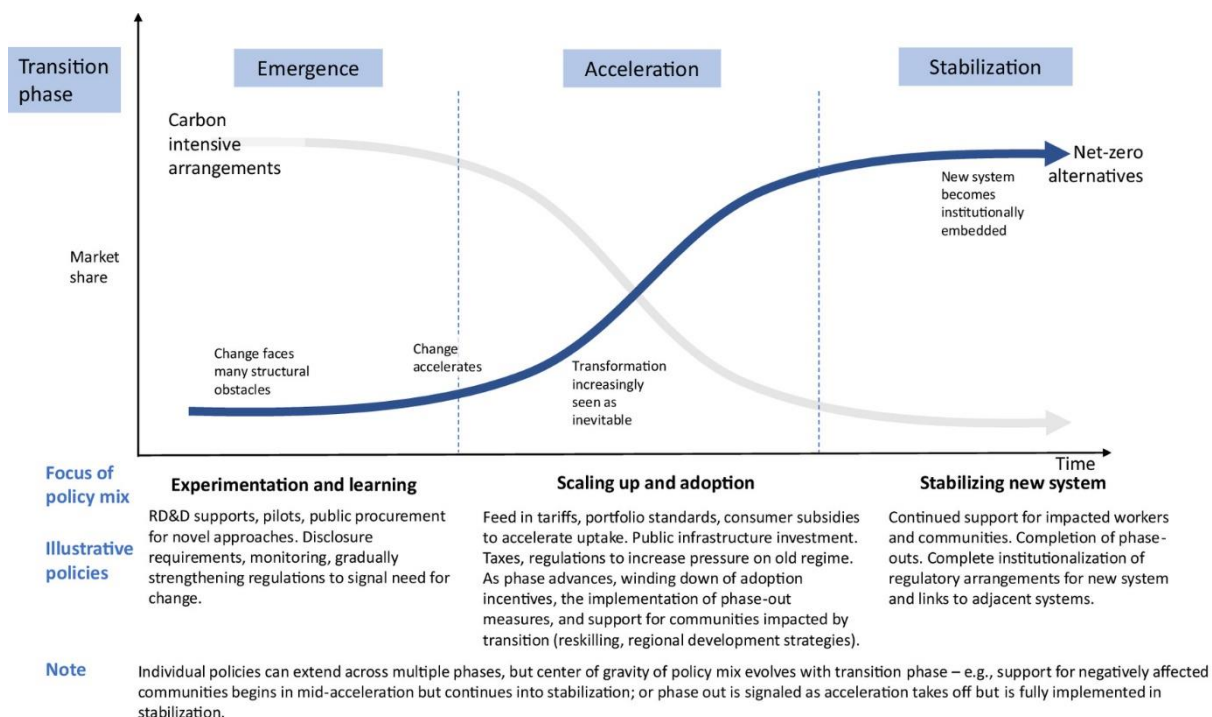 Transition
phase
Emergence
Acceleration
Stabilization
Carbon
intensive
arrangements
Net-zero
alternatives
New system
becomes
institutionally
embedded
Market
share
Change faces
many structural
obstacles
Change
accelerates
Transformation
increasingly
seen as
inevitable
Time
Focus of
policy mix
Experimentation and learning
Scaling up and adoption
Stabilizing new system
Illustrative
policies
RD&D supports, pilots, public procurement
for novel approaches. Disclosure
requirements, monitoring, gradually
strengthening regulations to signal need for
change.
Feed in tariffs, portfolio standards, consumer subsidies
to accelerate uptake. Public infrastructure investment.
Taxes, regulations to increase pressure on old regime.
As phase advances, winding down of adoption
incentives, the implementation of phase-out
measures, and support for communities impacted by
transition (reskilling, regional development strategies).
Continued support for impacted workers
and communities. Completion of phase-
outs. Complete institutionalization of
regulatory arrangements for new system
and links to adjacent systems.
Note
Individual policies can extend across multiple phases, but center of gravity of policy mix evolves with transition phase – e.g., support for negatively affected
communities begins in mid-acceleration but continues into stabilization; or phase out is signaled as acceleration takes off but is fully implemented in
stabilization.